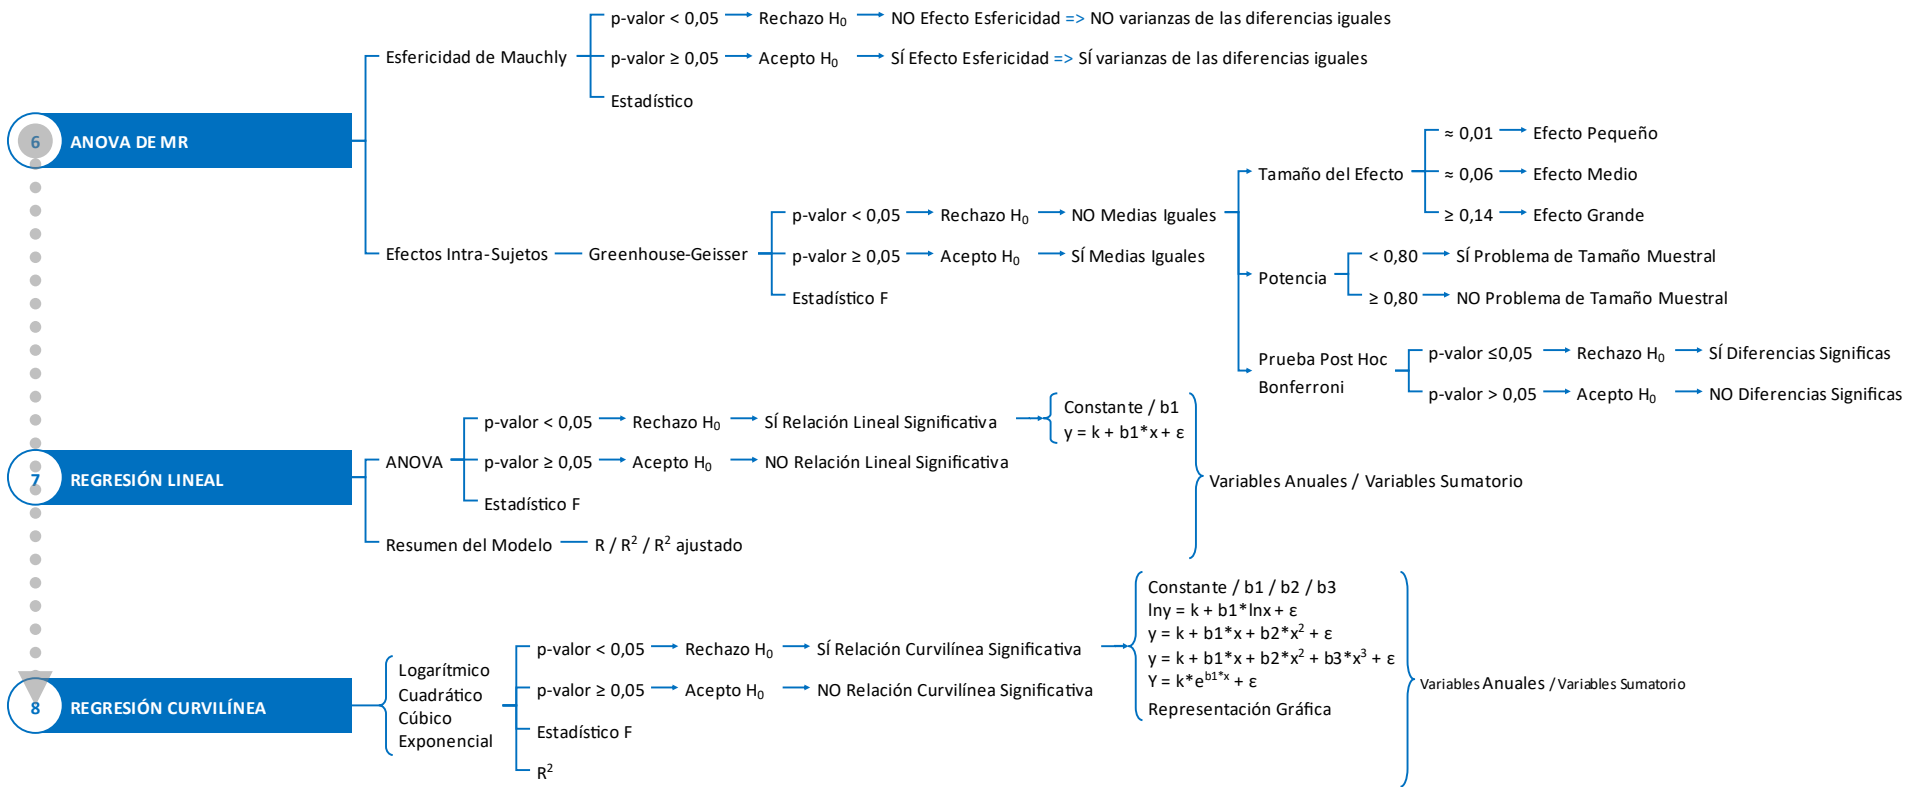 6 ANOVA DE MR
Esfericidad de Mauchly
p-valor < 0,05 → Rechazo H₀ → NO Efecto Esfericidad => NO varianzas de las diferencias iguales
p-valor ≥ 0,05 → Acepto H₀ → SÍ Efecto Esfericidad => SÍ varianzas de las diferencias iguales
Estadístico
Efectos Intra-Sujetos
Greenhouse-Geisser
p-valor < 0,05 → Rechazo H₀ → NO Medias Iguales
p-valor ≥ 0,05 → Acepto H₀ → SÍ Medias Iguales
Estadístico F
Tamaño del Efecto
≈ 0,01 → Efecto Pequeño
≈ 0,06 → Efecto Medio
≥ 0,14 → Efecto Grande
Potencia
< 0,80 → SÍ Problema de Tamaño Muestral
≥ 0,80 → NO Problema de Tamaño Muestral
Prueba Post Hoc
Bonferroni
p-valor ≤0,05 → Rechazo H₀ → SÍ Diferencias Significas
p-valor > 0,05 → Acepto H₀ → NO Diferencias Significas
7 REGRESIÓN LINEAL
ANOVA
p-valor < 0,05 → Rechazo H₀ → SÍ Relación Lineal Significativa
Constante / b1
y = k + b1*x + ε
p-valor ≥ 0,05 → Acepto H₀ → NO Relación Lineal Significativa
Estadístico F
Resumen del Modelo
R / R² / R² ajustado
Variables Anuales / Variables Sumatorio
8 REGRESIÓN CURVILÍNEA
Logarítmico
Cuadrático
Cúbico
Exponencial
p-valor < 0,05 → Rechazo H₀ → SÍ Relación Curvilínea Significativa
p-valor ≥ 0,05 → Acepto H₀ → NO Relación Curvilínea Significativa
Estadístico F
R²
Constante / b1 / b2 / b3
lny = k + b1*lnx + ε
y = k + b1*x + b2*x² + ε
y = k + b1*x + b2*x² + b3*x³ + ε
Y = k*e^b1*x + ε
Representación Gráfica
Variables Anuales / Variables Sumatorio